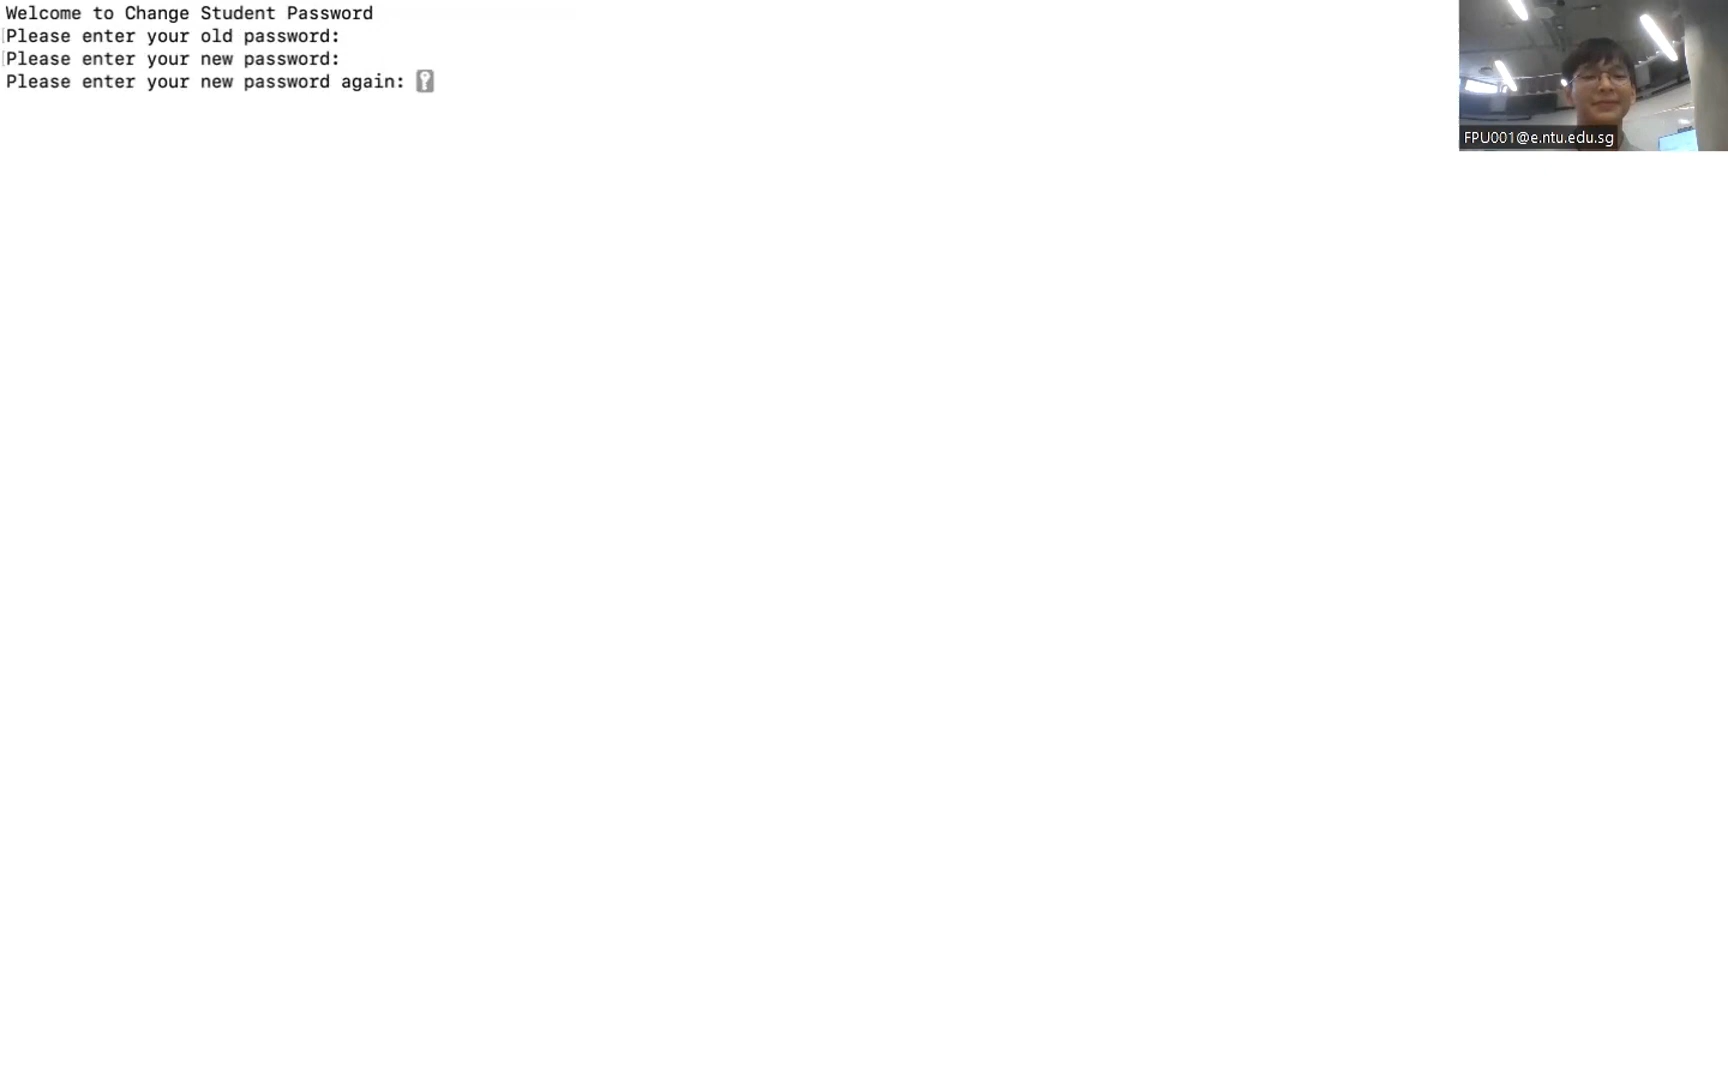 Welcome to Change Student Password
Please enter your old password:
Please enter your new password:
Please enter your new password again:
FPU001@e.ntu.edu.sg